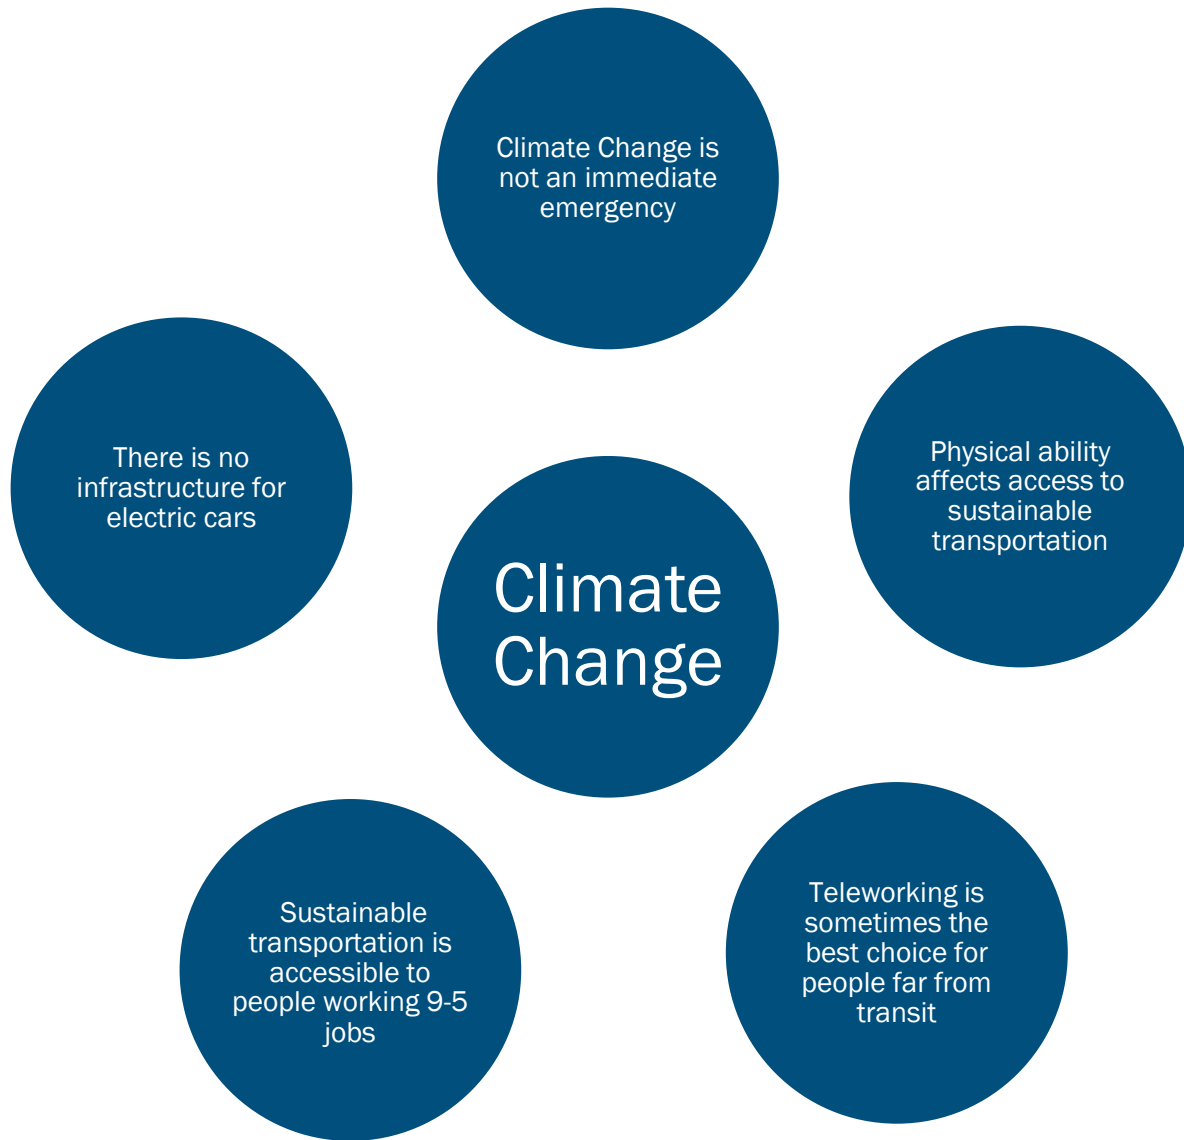 Climate Change is
not an immediate
emergency
There is no
infrastructure for
electric cars
Physical ability
affects access to
sustainable
transportation
Climate
Change
Sustainable
transportation is
accessible to
people working 9-5
jobs
Teleworking is
sometimes the
best choice for
people far from
transit